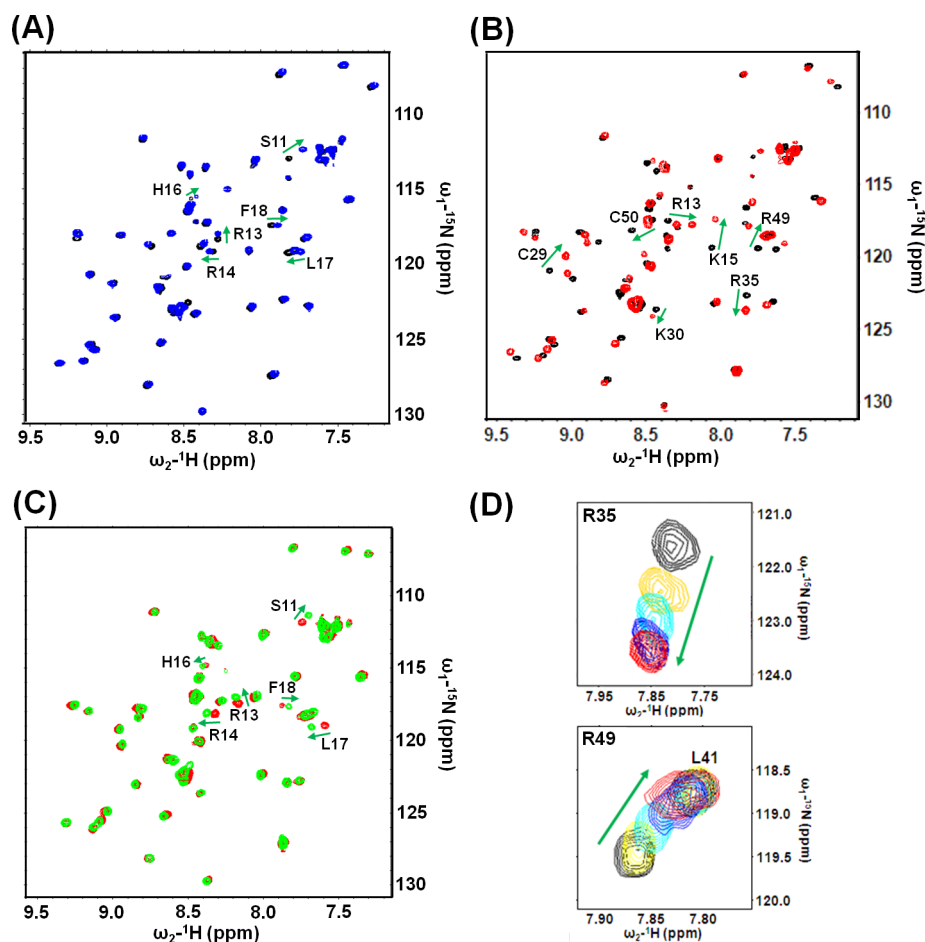 (A)
S11
H16
F18
R13
R14
L17
110
115
120
125
130
ω₁-¹⁵N (ppm)
9.5 9.0 8.5 8.0 7.5
ω₂-¹H (ppm)
(B)
R13
C50
R49
C29
K15
R35
K30
110
115
120
125
130
ω₁-¹⁵N (ppm)
9.5 9.0 8.5 8.0 7.5
ω₂-¹H (ppm)
(C)
S11
H16
F18
R13
R14
L17
110
115
120
125
130
ω₁-¹⁵N (ppm)
9.5 9.0 8.5 8.0 7.5
ω₂-¹H (ppm)
(D)
R35
121.0
122.0
123.0
124.0
ω₁-¹⁵N (ppm)
7.95 7.85 7.75
ω₂-¹H (ppm)
R49
L41
118.5
119.0
119.5
120.0
ω₁-¹⁵N (ppm)
7.90 7.85 7.80
ω₂-¹H (ppm)